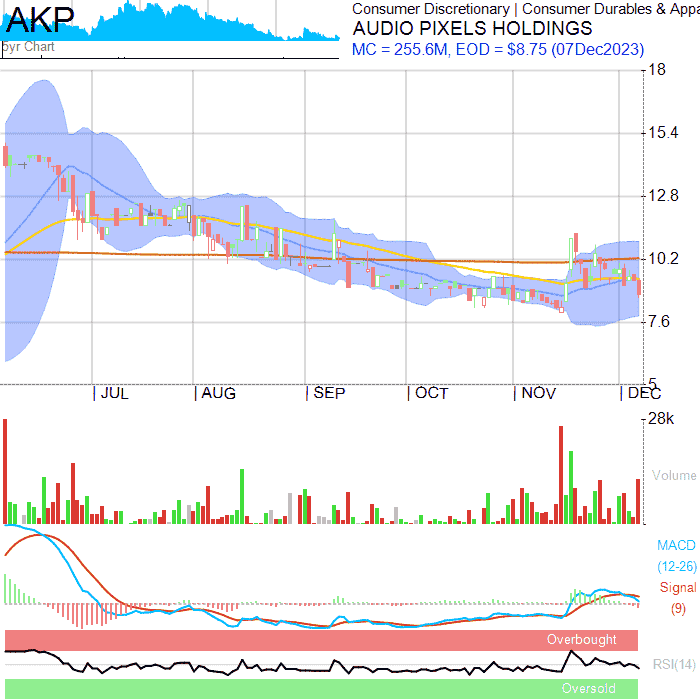 AKP
5yr Chart
Consumer Discretionary | Consumer Durables & Appa
AUDIO PIXELS HOLDINGS
MC = 255.6M, EOD = $8.75 (07Dec2023)
18
15.4
12.8
10.2
7.6
5
JUL
AUG
SEP
OCT
NOV
DEC
28k
Volume
MACD
(12-26)
Signal
(9)
Overbought
RSI(14)
Oversold